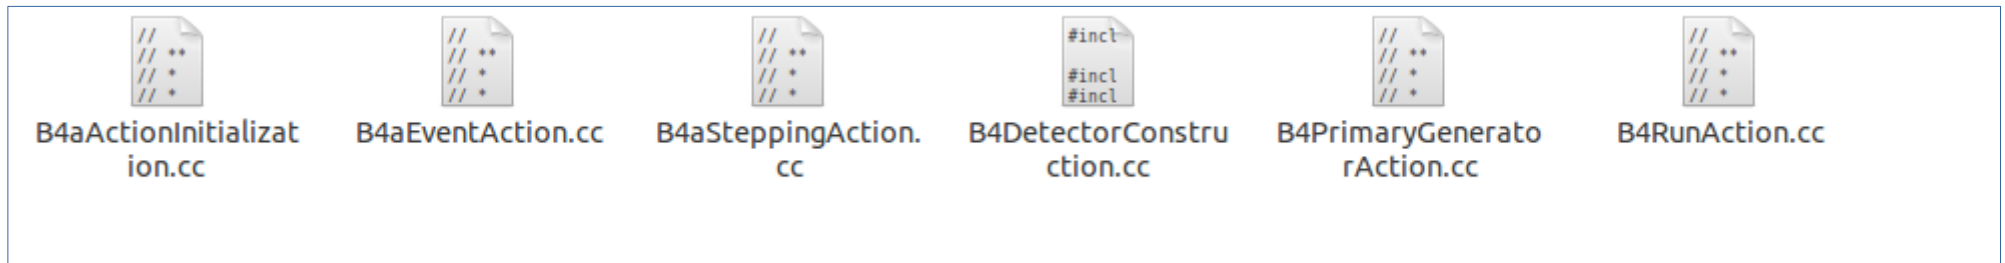 //
// **
// *
// *
//
// **
// *
// *
//
// **
// *
// *
#incl
#incl
#incl
//
// **
// *
// *
//
// **
// *
// *
B4aActionInitializat
ion.cc
B4aEventAction.cc
B4aSteppingAction.
cc
B4DetectorConstru
ction.cc
B4PrimaryGenerato
rAction.cc
B4RunAction.cc